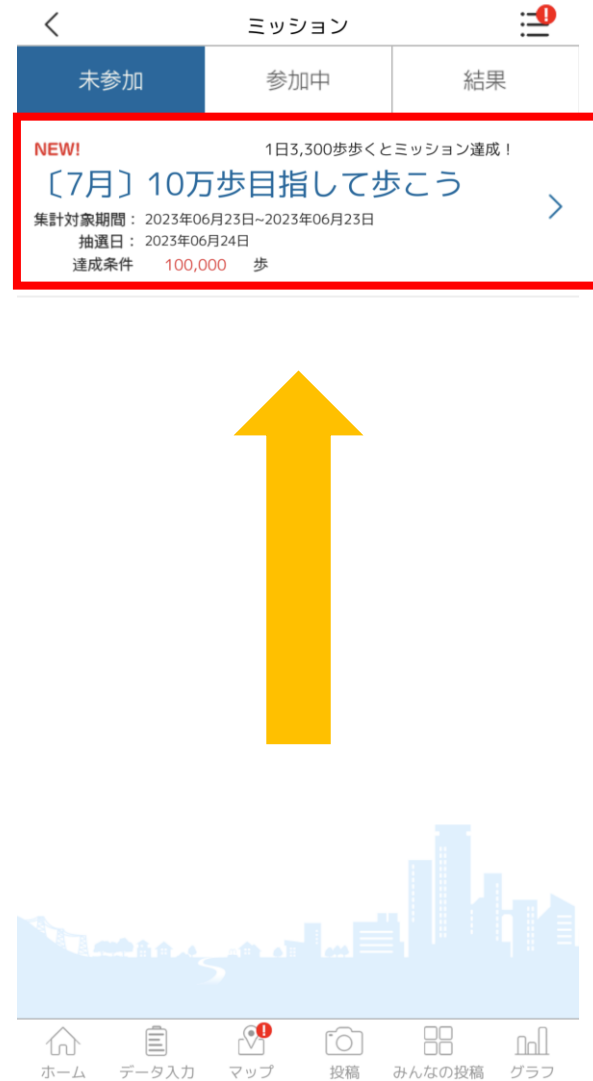 ミッション
未参加 参加中 結果
NEW! 1日3,300歩歩くとミッション達成！
〔7月〕10万歩目指して歩こう
集計対象期間： 2023年06月23日~2023年06月23日
抽選日： 2023年06月24日
達成条件 100,000 歩
ホーム データ入力 マップ 投稿 みんなの投稿 グラフ